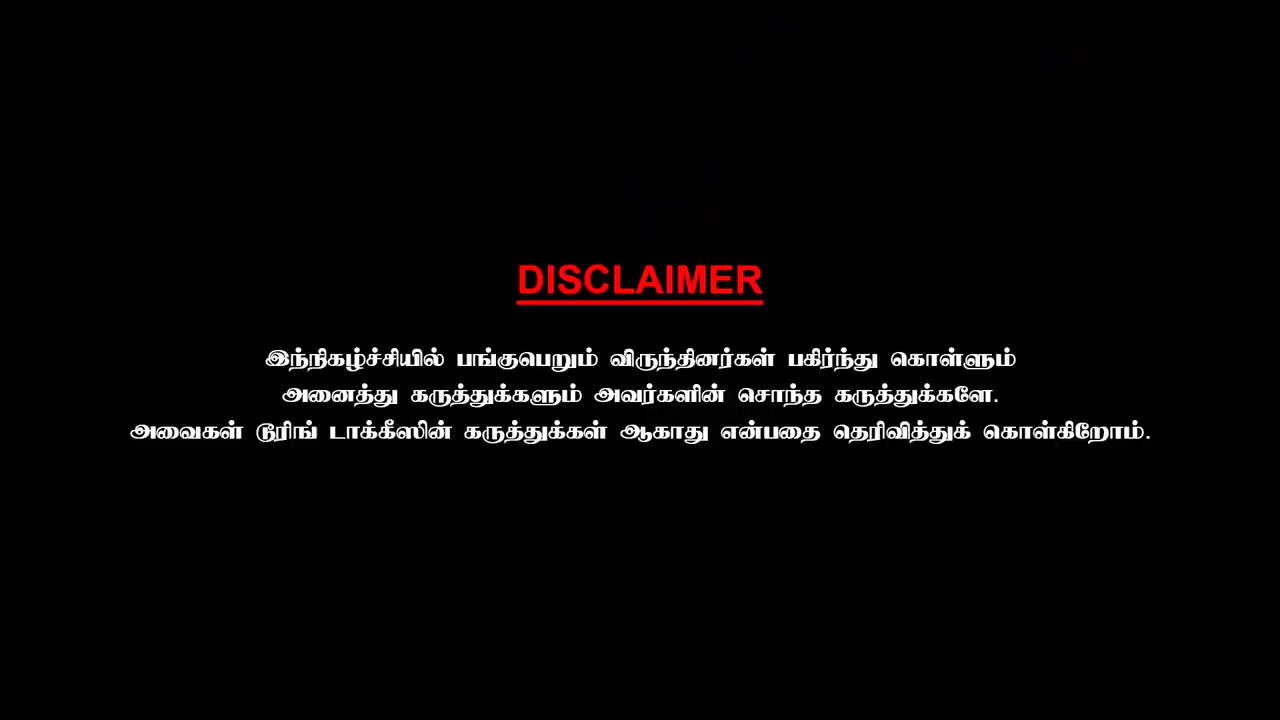 DISCLAIMER
இந்நிகழ்ச்சியில் பங்குபெறும் விருந்தினர்கள் பகிர்ந்து கொள்ளும்
அனைத்து கருத்துக்களும் அவர்களின் சொந்த கருத்துக்களே.
அவைகள் டூரிங் டாக்கீஸின் கருத்துக்கள் ஆகாது என்பதை தெரிவித்துக் கொள்கிறோம்.